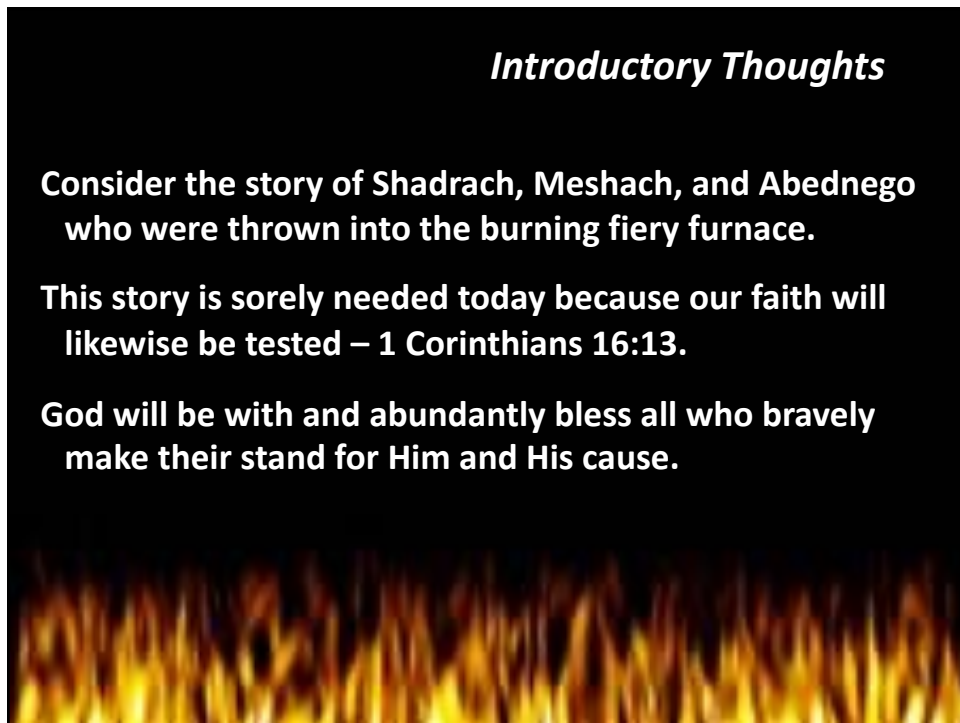 Introductory Thoughts
Consider the story of Shadrach, Meshach, and Abednego
who were thrown into the burning fiery furnace.
This story is sorely needed today because our faith will
likewise be tested – 1 Corinthians 16:13.
God will be with and abundantly bless all who bravely
make their stand for Him and His cause.